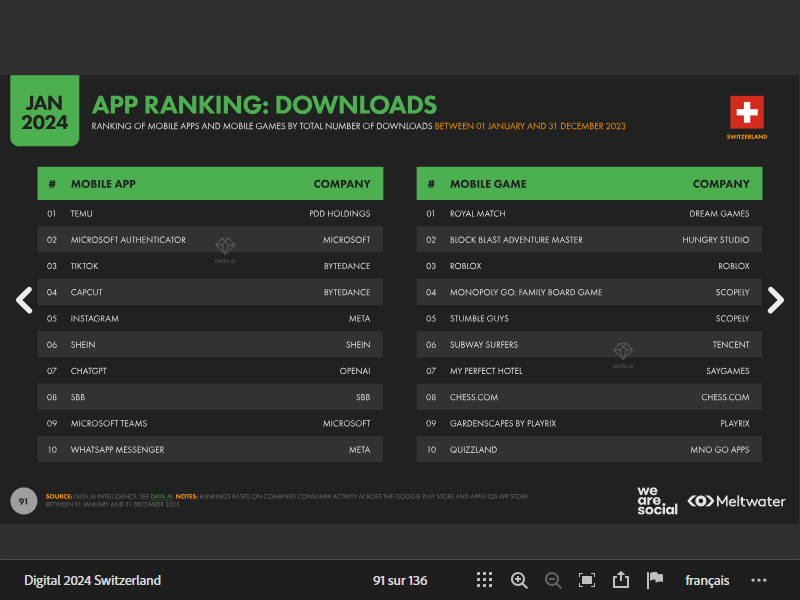 JAN
2024
APP RANKING: DOWNLOADS
RANKING OF MOBILE APPS AND MOBILE GAMES BY TOTAL NUMBER OF DOWNLOADS BETWEEN 01 JANUARY AND 31 DECEMBER 2023
SWITZERLAND
# MOBILE APP COMPANY
01 TEMU PDD HOLDINGS
02 MICROSOFT AUTHENTICATOR MICROSOFT
03 TIKTOK BYTEDANCE
04 CAPCUT BYTEDANCE
05 INSTAGRAM META
06 SHEIN SHEIN
07 CHATGPT OPENAI
08 SBB SBB
09 MICROSOFT TEAMS MICROSOFT
10 WHATSAPP MESSENGER META
data.ai
# MOBILE GAME COMPANY
01 ROYAL MATCH DREAM GAMES
02 BLOCK BLAST ADVENTURE MASTER HUNGRY STUDIO
03 ROBLOX ROBLOX
04 MONOPOLY GO: FAMILY BOARD GAME SCOPELY
05 STUMBLE GUYS SCOPELY
06 SUBWAY SURFERS TENCENT
07 MY PERFECT HOTEL SAYGAMES
08 CHESS.COM CHESS.COM
09 GARDENSCAPES BY PLAYRIX PLAYRIX
10 QUIZZLAND MNO GO APPS
data.ai
91
SOURCE: DATA.AI INTELLIGENCE. SEE DATA.AI. NOTES: RANKINGS BASED ON COMBINED CONSUMER ACTIVITY ACROSS THE GOOGLE PLAY STORE AND APPLE IOS APP STORE
BETWEEN 01 JANUARY AND 31 DECEMBER 2023.
we
are
social
Meltwater
Digital 2024 Switzerland
91 sur 136
français